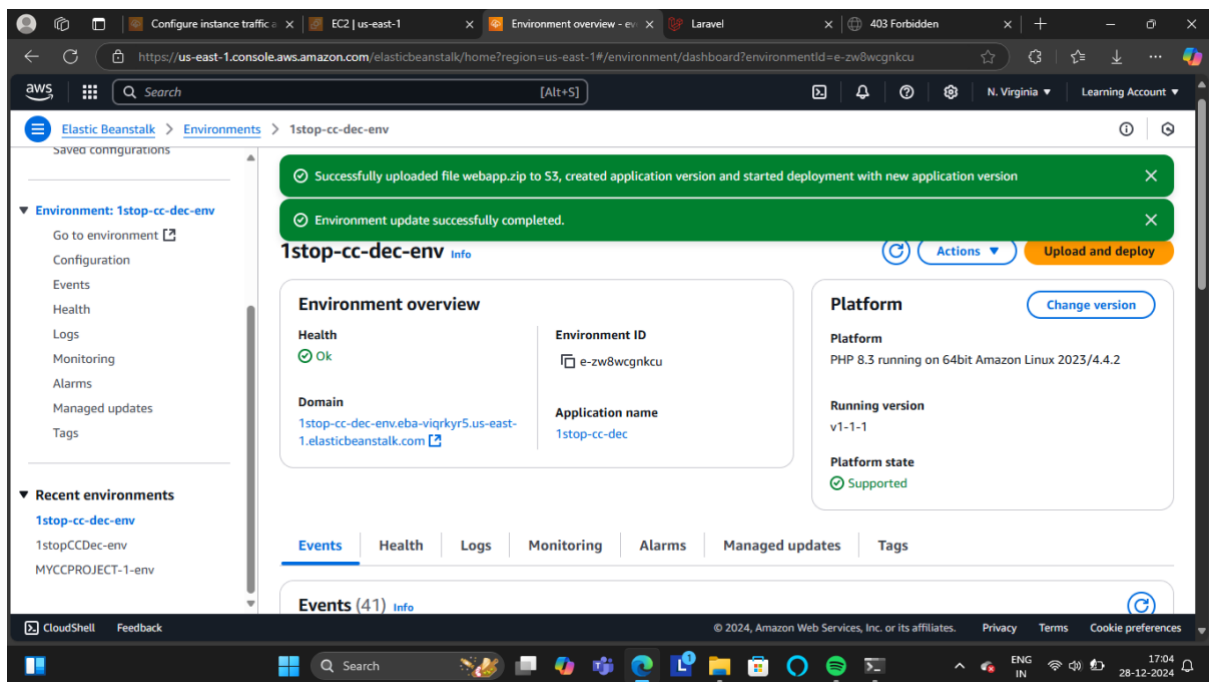 Configure instance traffic a
EC2 | us-east-1
Environment overview - ev
Laravel
403 Forbidden
https://us-east-1.console.aws.amazon.com/elasticbeanstalk/home?region=us-east-1#/environment/dashboard?environmentId=e-zw8wcgnkcu
aws
Search
[Alt+S]
N. Virginia
Learning Account
Elastic Beanstalk > Environments > 1stop-cc-dec-env
Saved configurations
Environment: 1stop-cc-dec-env
Go to environment
Configuration
Events
Health
Logs
Monitoring
Alarms
Managed updates
Tags
Recent environments
1stop-cc-dec-env
1stopCCDec-env
MYCCPROJECT-1-env
Successfully uploaded file webapp.zip to S3, created application version and started deployment with new application version
Environment update successfully completed.
1stop-cc-dec-env Info
Actions
Upload and deploy
Environment overview
Health
Ok
Domain
1stop-cc-dec-env.eba-viqrkyr5.us-east-
1.elasticbeanstalk.com
Environment ID
e-zw8wcgnkcu
Application name
1stop-cc-dec
Platform
Change version
Platform
PHP 8.3 running on 64bit Amazon Linux 2023/4.4.2
Running version
v1-1-1
Platform state
Supported
Events
Health
Logs
Monitoring
Alarms
Managed updates
Tags
Events (41) Info
CloudShell
Feedback
© 2024, Amazon Web Services, Inc. or its affiliates.
Privacy
Terms
Cookie preferences
Search
ENG
IN
17:04
28-12-2024